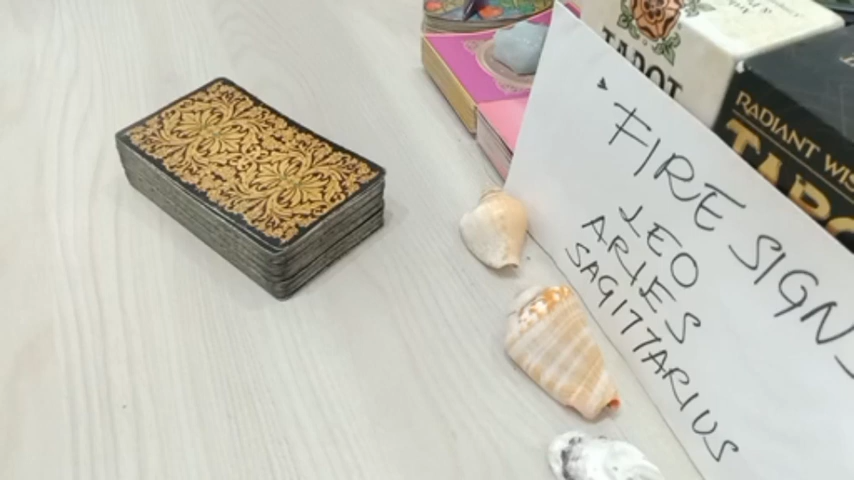 TAROT
RADIANT WIS
TARO
FIRE SIGNS
LEO
ARIES
SAGITTARIUS